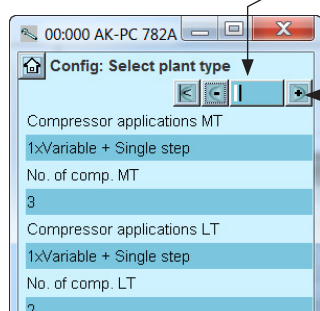 00:000 AK-PC 782A
Config: Select plant type
Compressor applications MT
1xVariable + Single step
No. of comp. MT
3
Compressor applications LT
1xVariable + Single step
No. of comp. LT
2